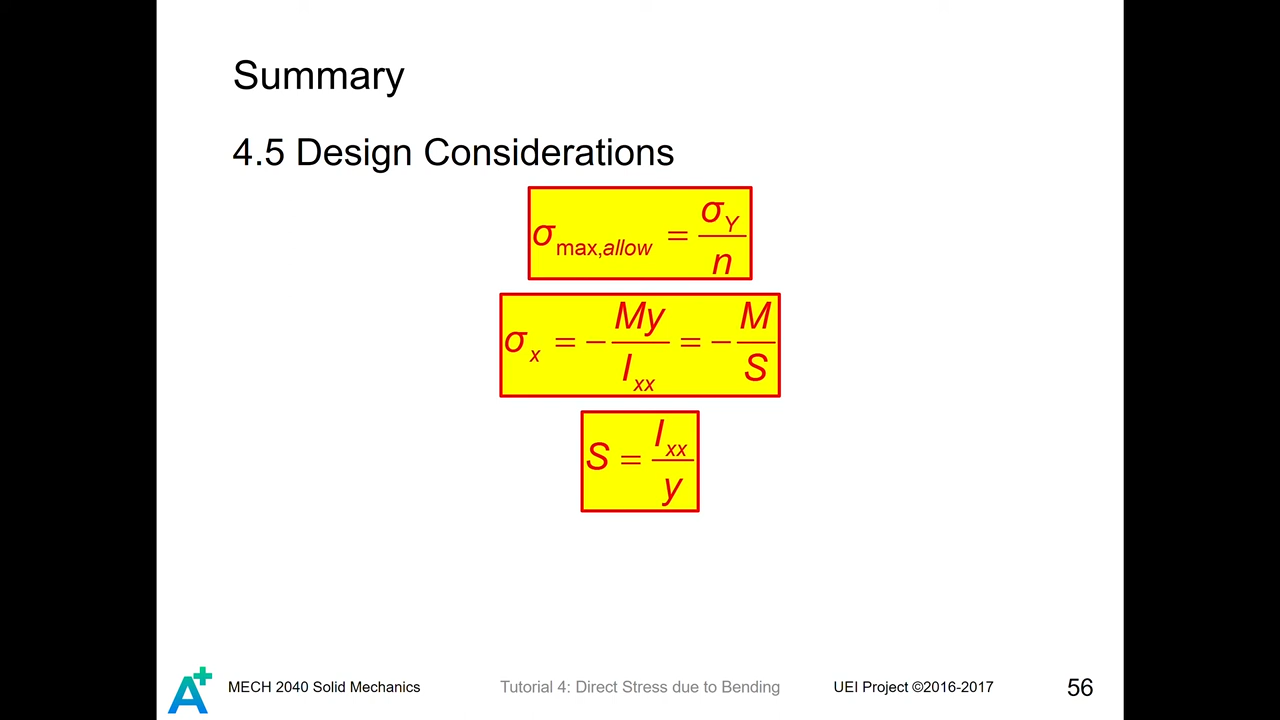 Summary
4.5 Design Considerations
σ max,allow = σY / n
σx = − My / Ixx = − M / S
S = Ixx / y
A+
MECH 2040 Solid Mechanics
Tutorial 4: Direct Stress due to Bending
UEI Project ©2016-2017
56